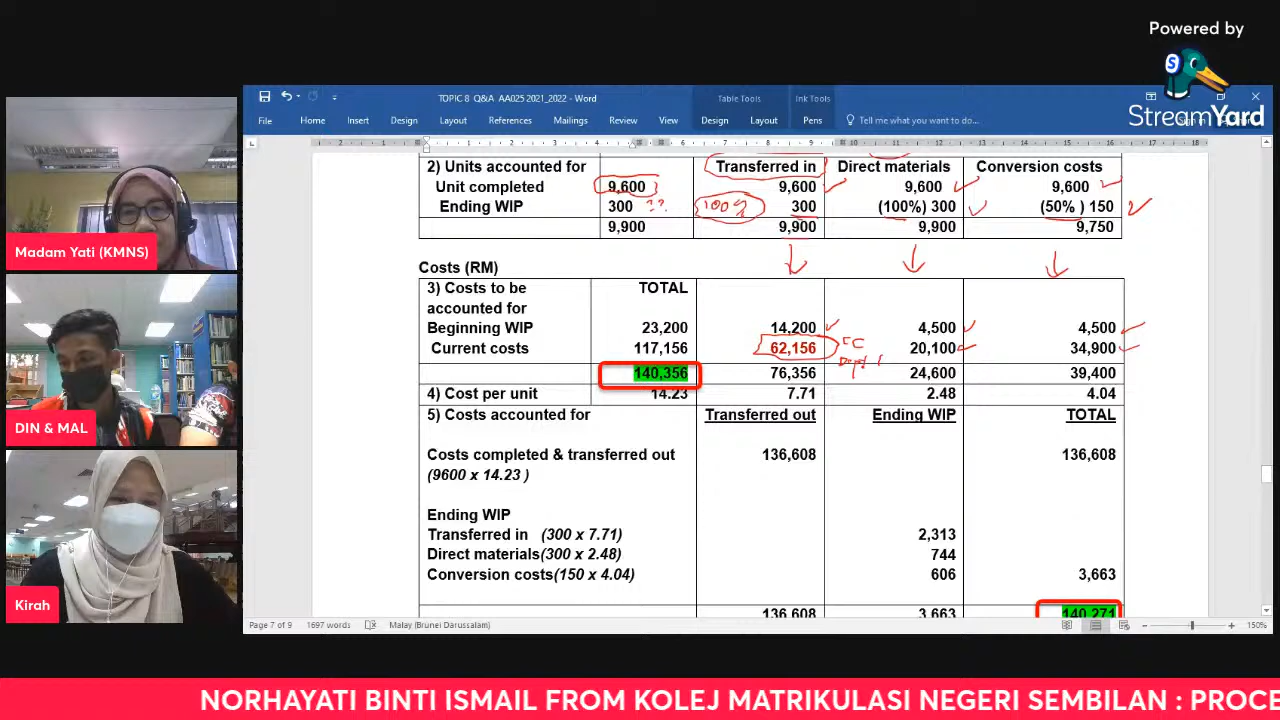 Powered by
StreamYard
TOPIC 8 Q&A AA025 2021_2022 - Word
Table Tools
Ink Tools
File Home Insert Design Layout References Mailings Review View Design Layout Pens Tell me what you want to do...
2) Units accounted for Transferred in Direct materials Conversion costs
Unit completed 9,600 9,600 9,600 9,600
Ending WIP 300 ?? 100% 300 (100%) 300 (50% ) 150
9,900 9,900 9,900 9,750
Costs (RM)
3) Costs to be TOTAL
accounted for
Beginning WIP 23,200 14,200 4,500 4,500
Current costs 117,156 62,156 20,100 34,900
140,356 76,356 24,600 39,400
4) Cost per unit 14.23 7.71 2.48 4.04
5) Costs accounted for Transferred out Ending WIP TOTAL
Costs completed & transferred out 136,608 136,608
(9600 x 14.23 )
Ending WIP
Transferred in (300 x 7.71) 2,313
Direct materials(300 x 2.48) 744
Conversion costs(150 x 4.04) 606 3,663
136,608 3,663 140,271
Page 7 of 9 1697 words Malay (Brunei Darussalam) 150%
Madam Yati (KMNS)
DIN & MAL
Kirah
NORHAYATI BINTI ISMAIL FROM KOLEJ MATRIKULASI NEGERI SEMBILAN : PROCE